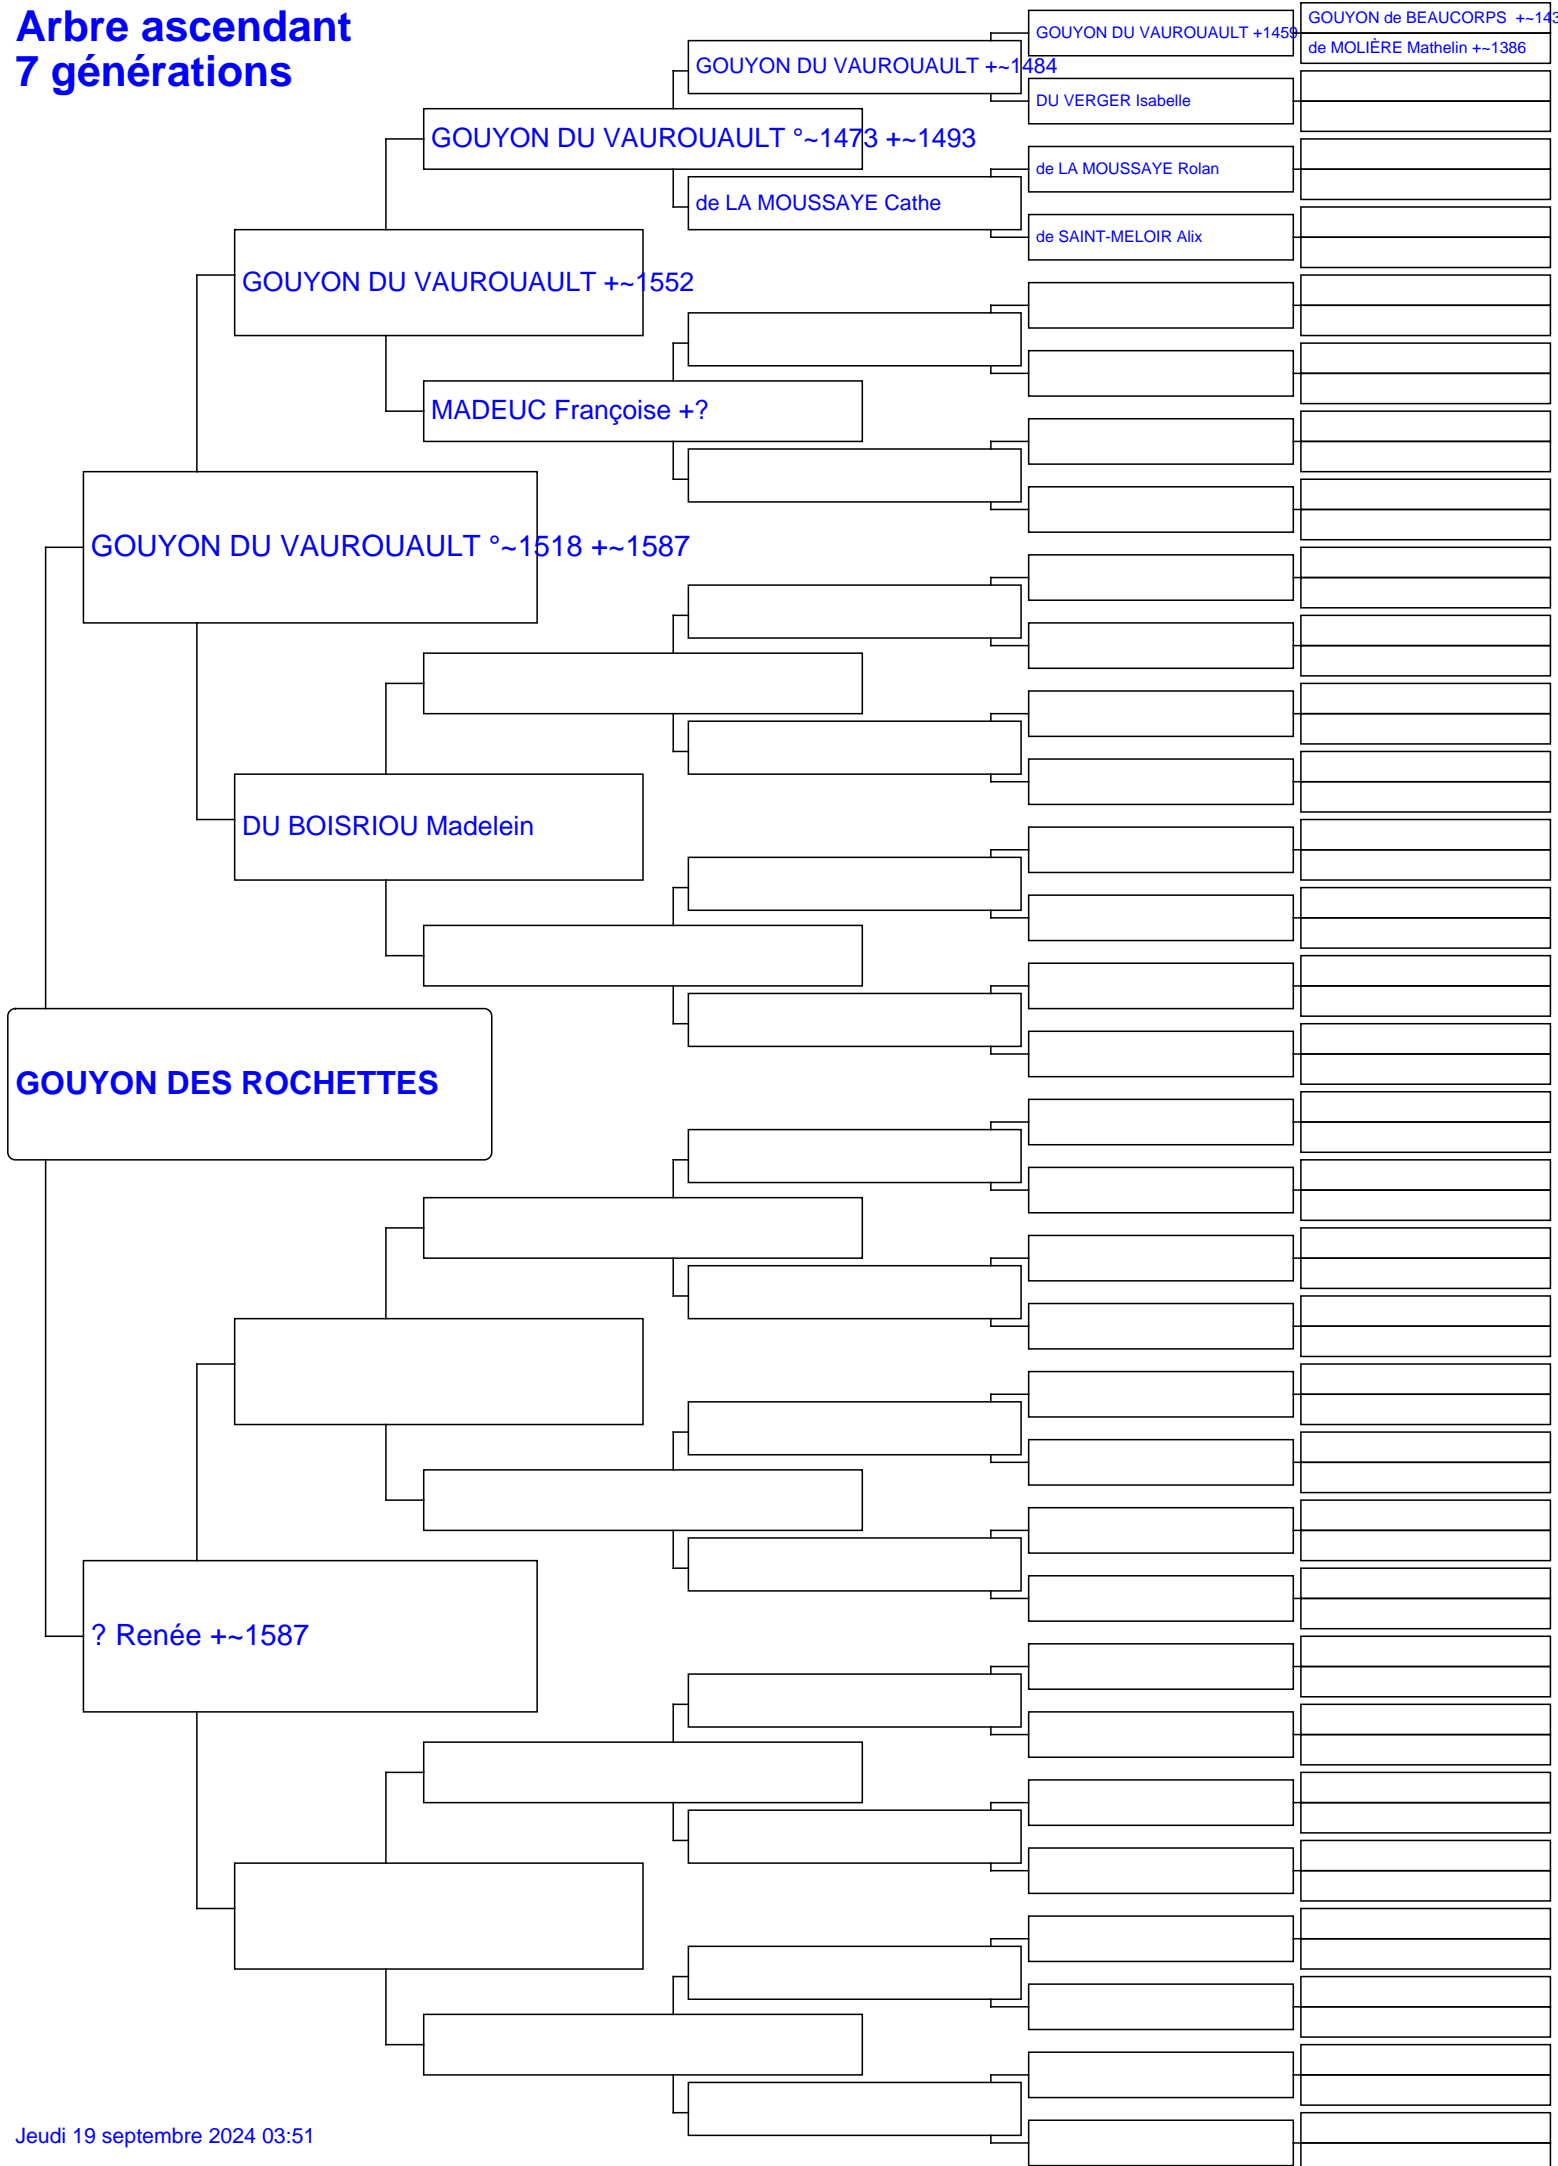 Arbre ascendant
7 générations
GOUYON DU VAUROUAULT +1459
GOUYON de BEAUCORPS +~143
de MOLIÈRE Mathelin +~1386
GOUYON DU VAUROUAULT +~1484
DU VERGER Isabelle
GOUYON DU VAUROUAULT °~1473 +~1493
de LA MOUSSAYE Rolan
de LA MOUSSAYE Cathe
de SAINT-MELOIR Alix
GOUYON DU VAUROUAULT +~1552
MADEUC Françoise +?
GOUYON DU VAUROUAULT °~1518 +~1587
DU BOISRIOU Madelein
GOUYON DES ROCHETTES
? Renée +~1587
Jeudi 19 septembre 2024 03:51